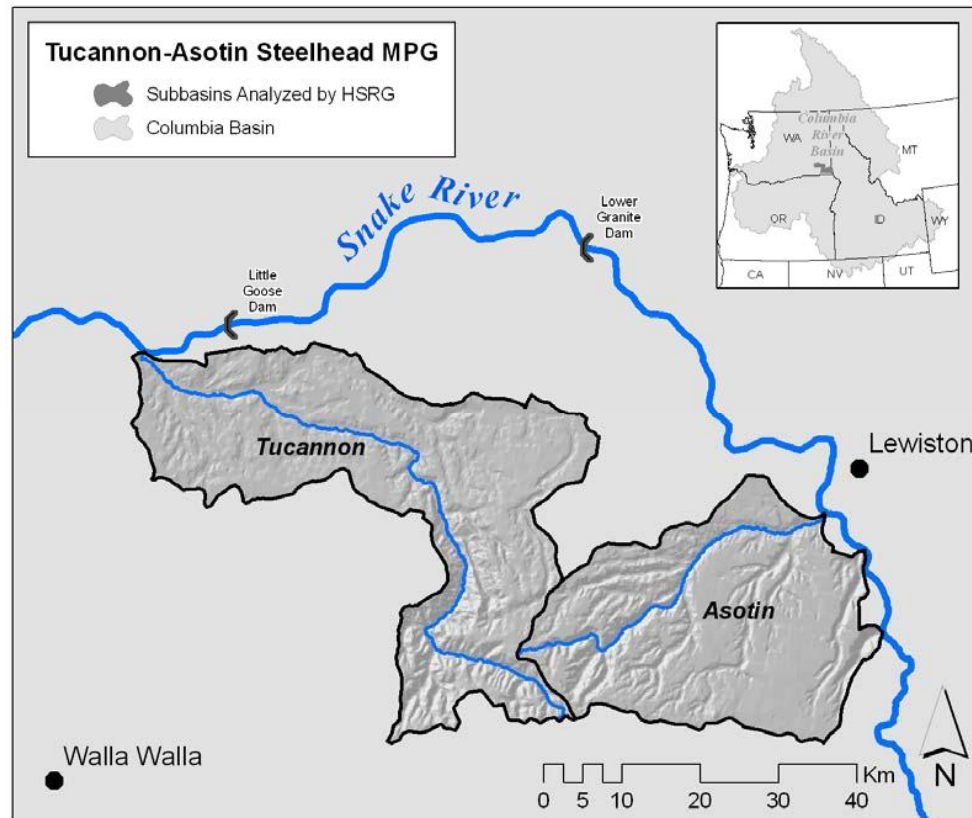 Tucannon-Asotin Steelhead MPG
Subbasins Analyzed by HSRG
Columbia Basin
WA
Columbia
River
Basin
MT
OR
ID
WY
CA
NV
UT
Snake River
Lower
Granite
Dam
Little
Goose
Dam
Tucannon
Lewiston
Asotin
Walla Walla
Km
0 5 10 20 30 40
N